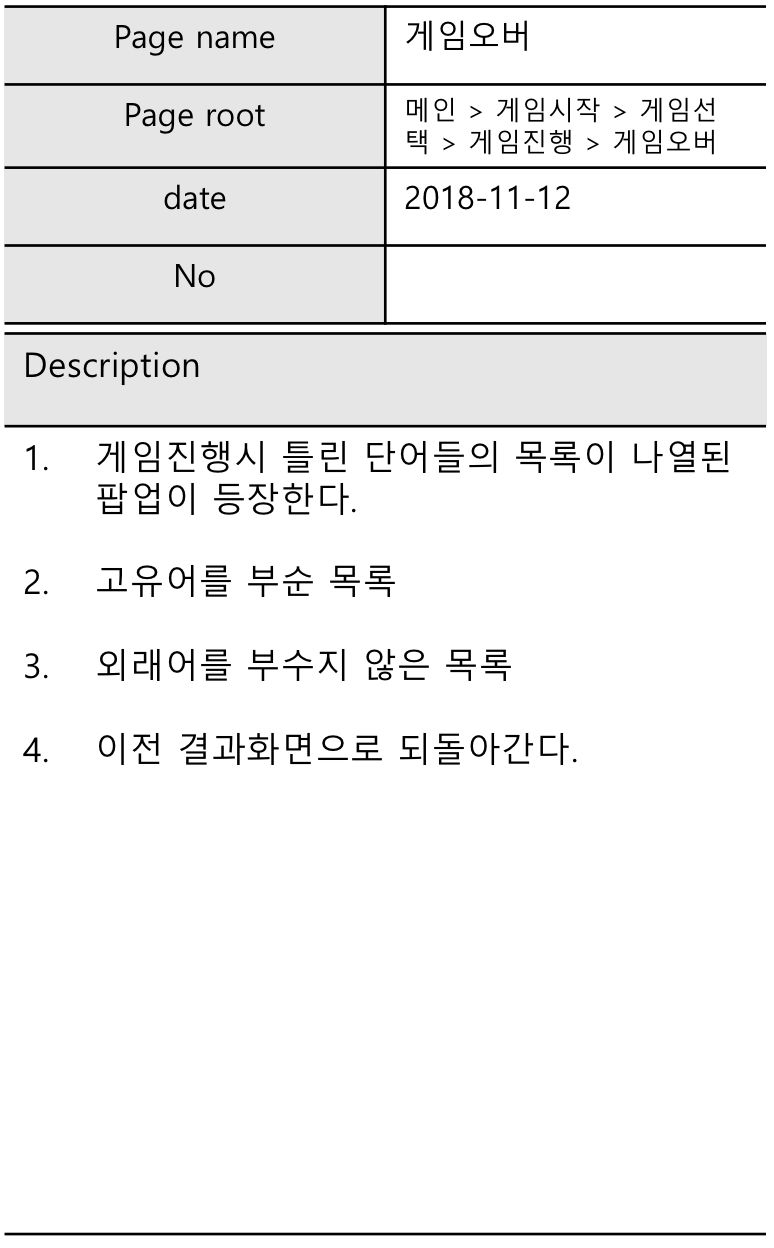 Page name
게임오버
Page root
메인 > 게임시작 > 게임선
택 > 게임진행 > 게임오버
date
2018-11-12
No
Description
1. 게임진행시 틀린 단어들의 목록이 나열된
팝업이 등장한다.
2. 고유어를 부순 목록
3. 외래어를 부수지 않은 목록
4. 이전 결과화면으로 되돌아간다.